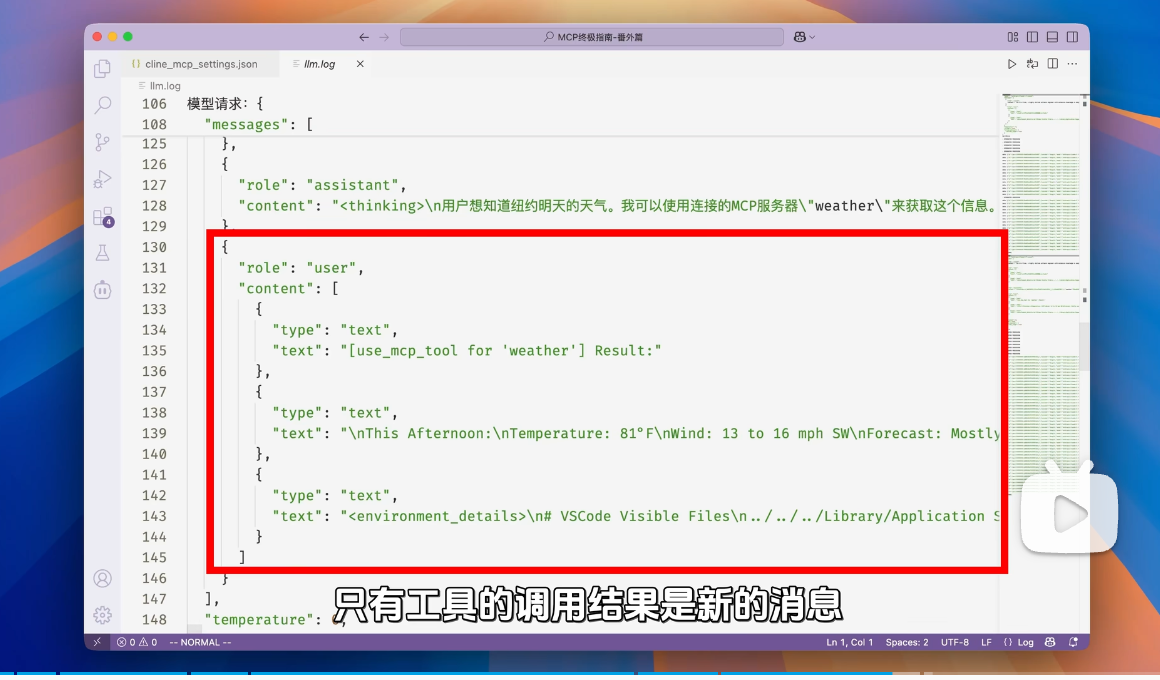 MCP终极指南-番外篇
cline_mcp_settings.json
llm.log
llm.log
106 模型请求: {
108 "messages": [
125 },
126 {
127 "role": "assistant",
128 "content": "<thinking>\n用户想知道纽约明天的天气。我可以使用连接的MCP服务器\"weather\"来获取这个信息。
129 },
130 {
131 "role": "user",
132 "content": [
133 {
134 "type": "text",
135 "text": "[use_mcp_tool for 'weather'] Result:"
136 },
137 {
138 "type": "text",
139 "text": "\nThis Afternoon:\nTemperature: 81°F\nWind: 13 to 16 mph SW\nForecast: Mostly
140 },
141 {
142 "type": "text",
143 "text": "<environment_details>\n# VSCode Visible Files\n../../../Library/Application S
144 }
145 ]
146 }
147 ],
148 "temperature":
4
只有工具的调用结果是新的消息
0 0 -- NORMAL -- Ln 1, Col 1 Spaces: 2 UTF-8 LF {} Log